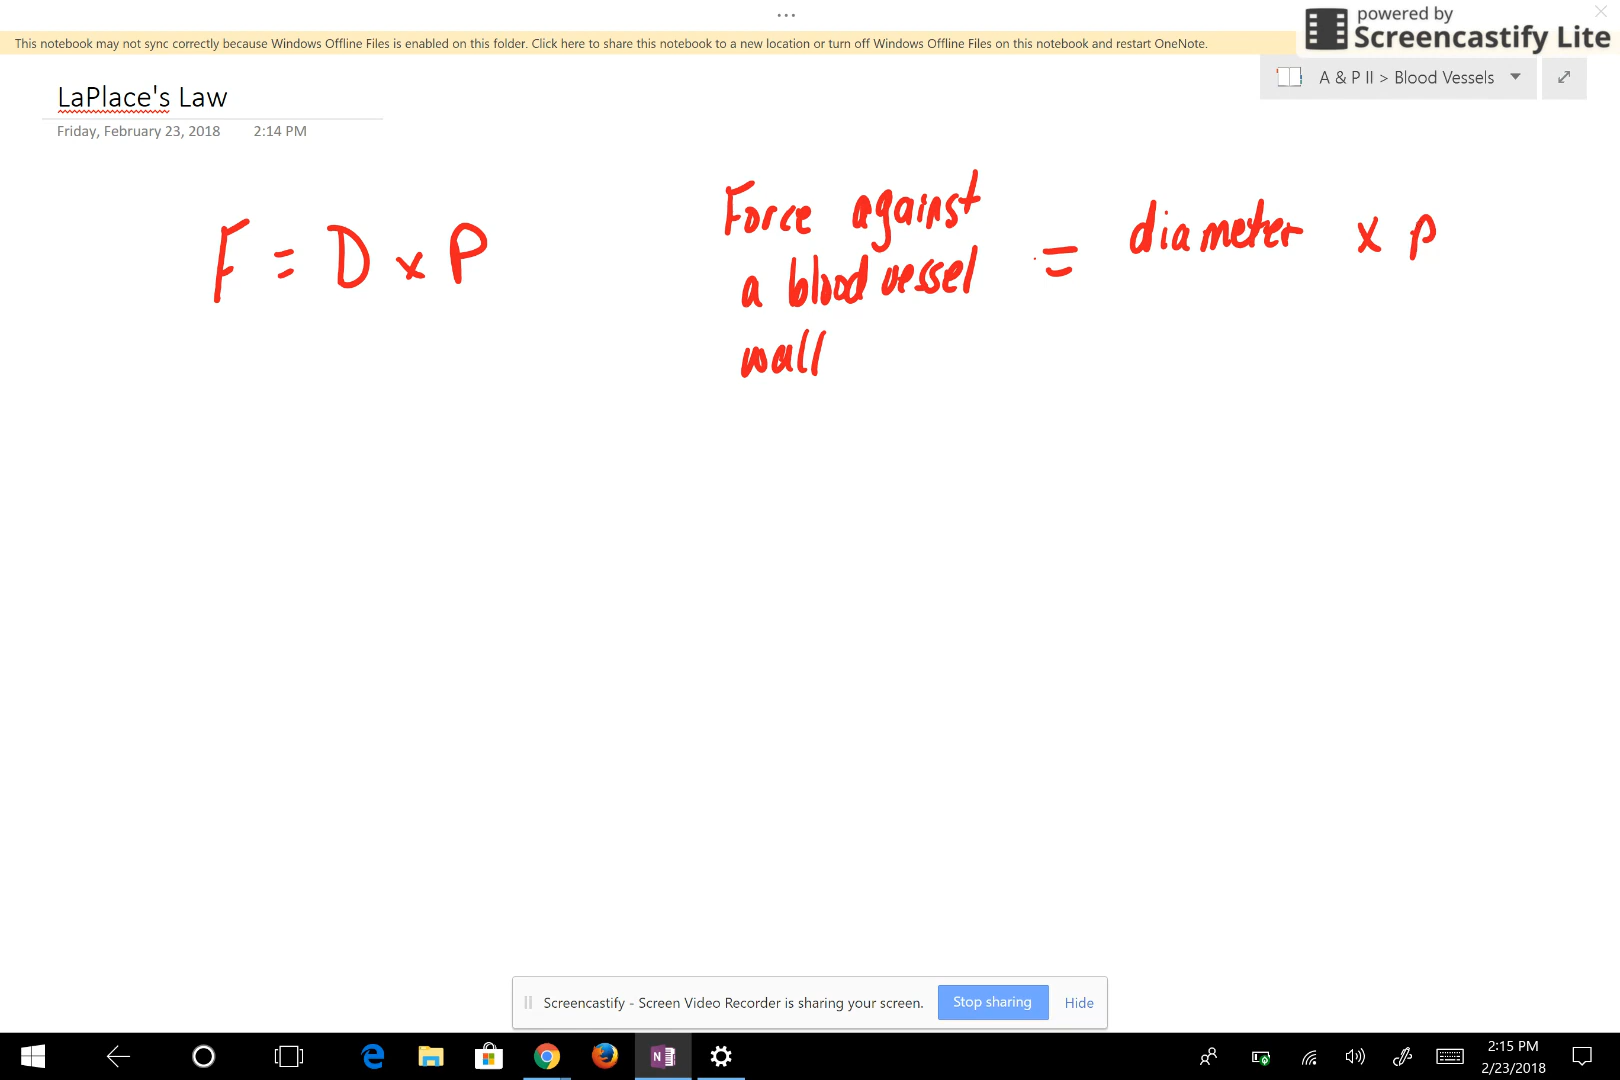 powered by
Screencastify Lite
This notebook may not sync correctly because Windows Offline Files is enabled on this folder. Click here to share this notebook to a new location or turn off Windows Offline Files on this notebook and restart OneNote.
A & P II > Blood Vessels
LaPlace's Law
Friday, February 23, 2018 2:14 PM
F = D x P
Force against
a blood vessel
wall
= diameter x p
Screencastify - Screen Video Recorder is sharing your screen. Stop sharing Hide
2:15 PM
2/23/2018